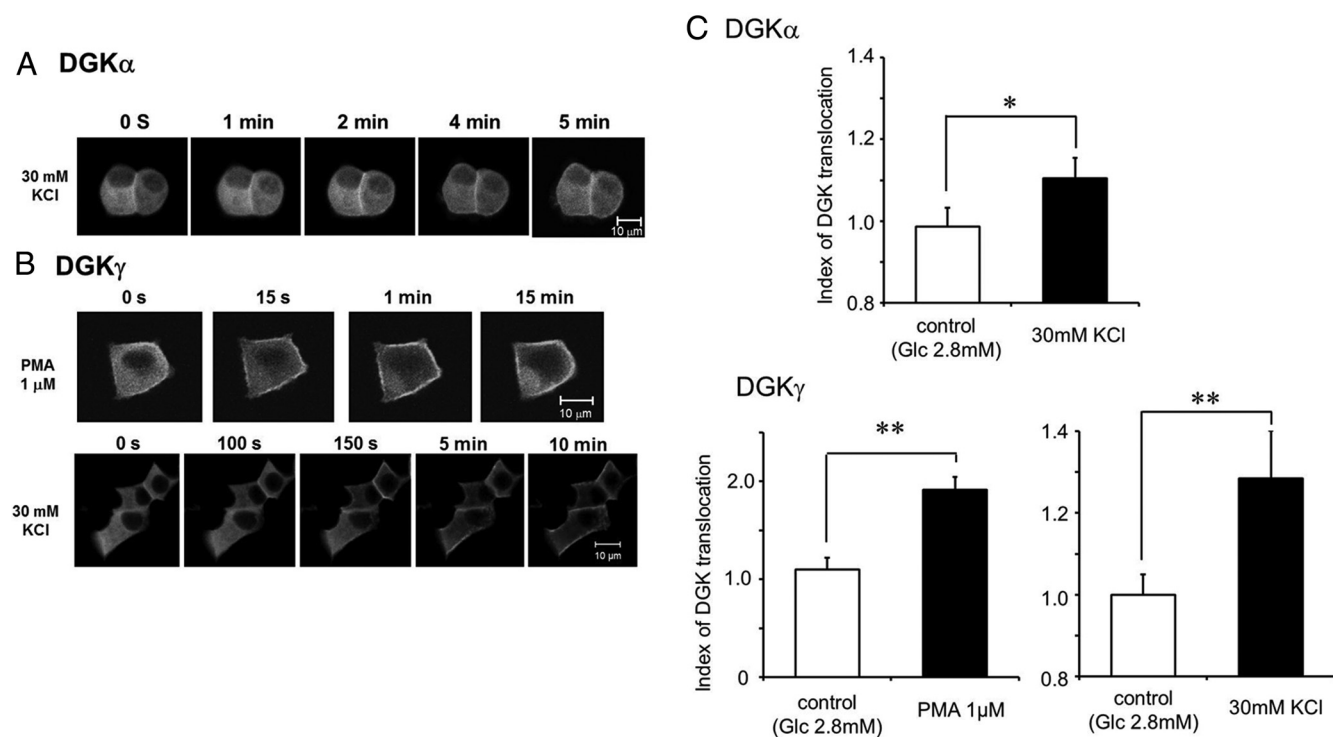 A DGKα
0 S 1 min 2 min 4 min 5 min
30 mM
KCl
10 μm
B DGKγ
0 s 15 s 1 min 15 min
PMA
1 μM
10 μm
0 s 100 s 150 s 5 min 10 min
30 mM
KCl
10 μm
C DGKα
Index of DGK translocation
1.4
1.2
1.0
0.8
*
control
(Glc 2.8mM)
30mM KCl
DGKγ
Index of DGK translocation
2.0
1.0
0
**
control
(Glc 2.8mM)
PMA 1μM
1.4
1.2
1.0
0.8
**
control
(Glc 2.8mM)
30mM KCl